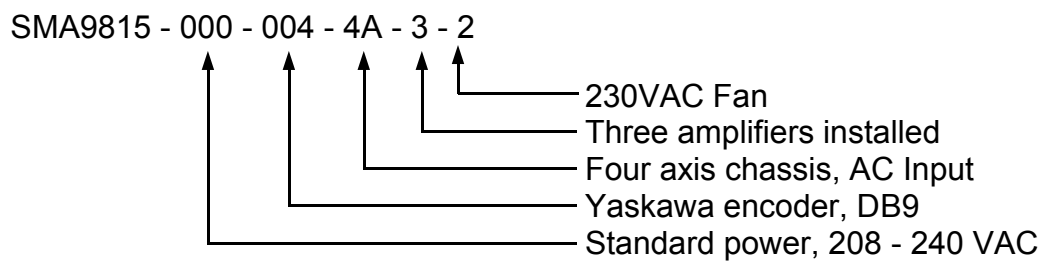 SMA9815 - 000 - 004 - 4A - 3 - 2
230VAC Fan
Three amplifiers installed
Four axis chassis, AC Input
Yaskawa encoder, DB9
Standard power, 208 - 240 VAC